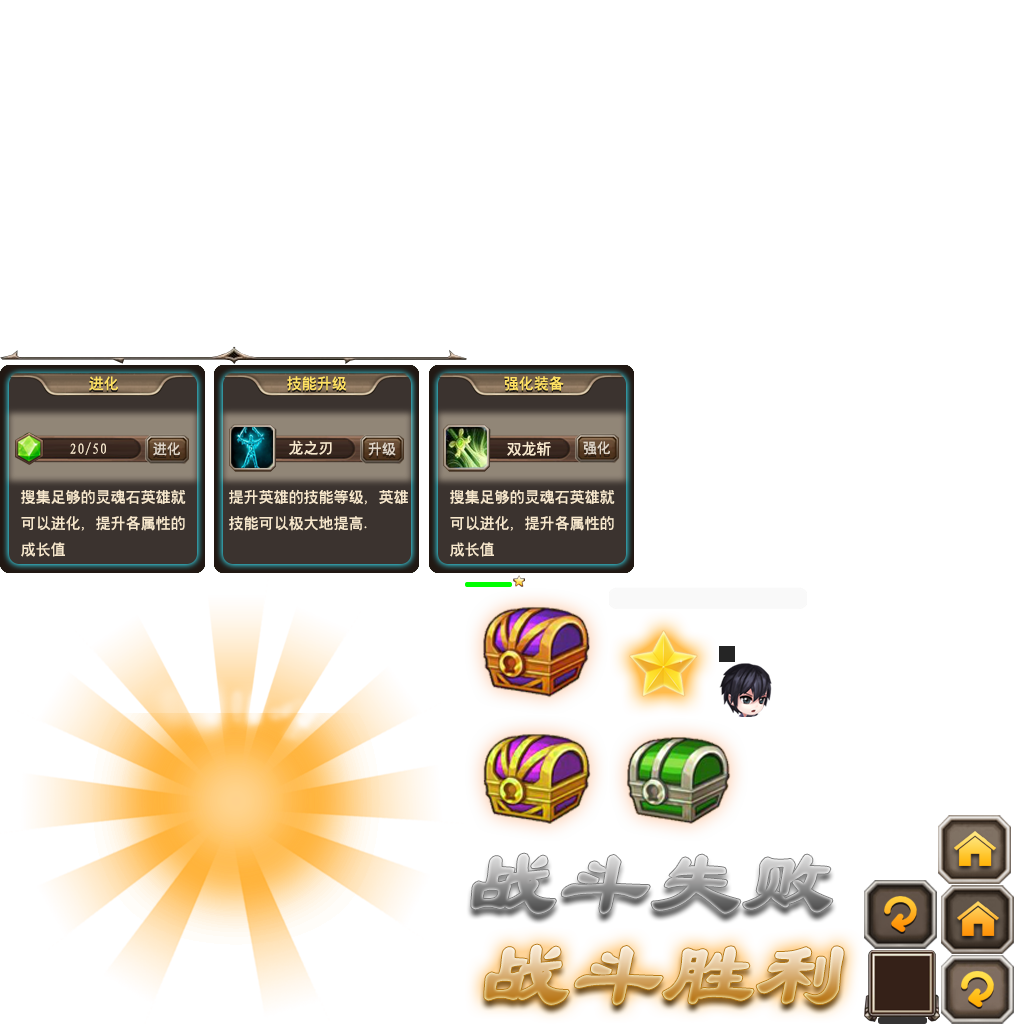 进化
20/50
进化
搜集足够的灵魂石英雄就
可以进化，提升各属性的
成长值
技能升级
龙之刃
升级
提升英雄的技能等级，英雄
技能可以极大地提高.
强化装备
双龙斩
强化
搜集足够的灵魂石英雄就
可以进化，提升各属性的
成长值
战斗失败
战斗胜利